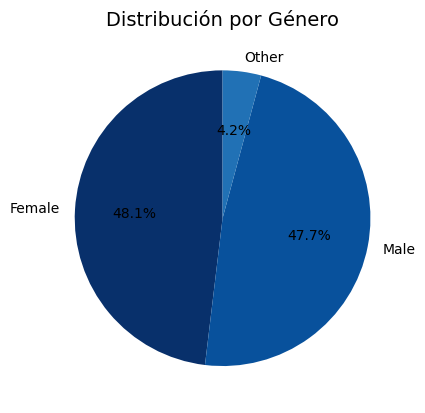 Distribución por Género
Other
4.2%
Female
48.1%
47.7%
Male